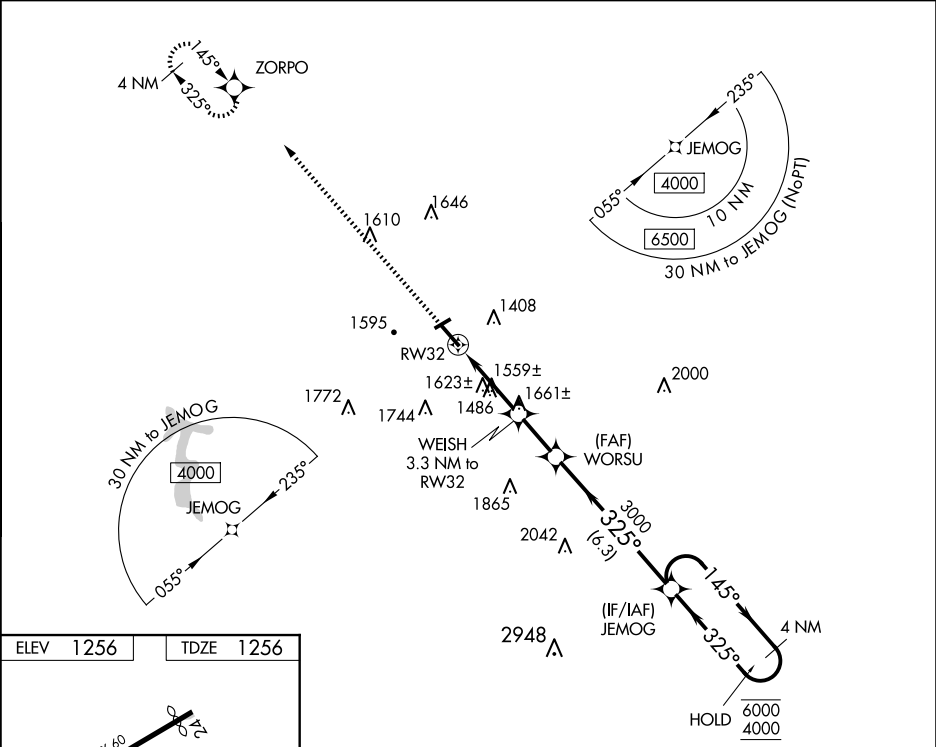 145°
ZORPO
4 NM
325°
235°
JEMOG
4000
055°
10 NM
6500
30 NM to JEMOG (NoPT)
1646
1610
1408
1595
RW32
1559±
1623±
1486
1661±
2000
1772
1744
WEISH
3.3 NM to
RW32
(FAF)
WORSU
30 NM to JEMOG
4000
235°
JEMOG
055°
1865
3000
325°
(6.3)
2042
(IF/IAF)
JEMOG
145°
4 NM
325°
2948
HOLD
6000
4000
ELEV 1256
TDZE 1256
24